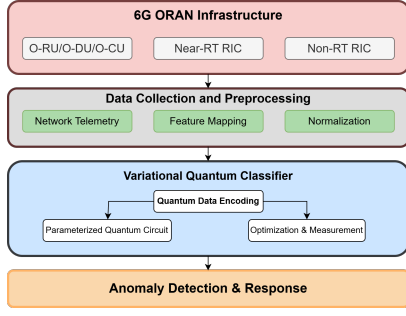 6G ORAN Infrastructure
O-RU/O-DU/O-CU
Near-RT RIC
Non-RT RIC
Data Collection and Preprocessing
Network Telemetry
Feature Mapping
Normalization
Variational Quantum Classifier
Quantum Data Encoding
Parameterized Quantum Circuit
Optimization & Measurement
Anomaly Detection & Response